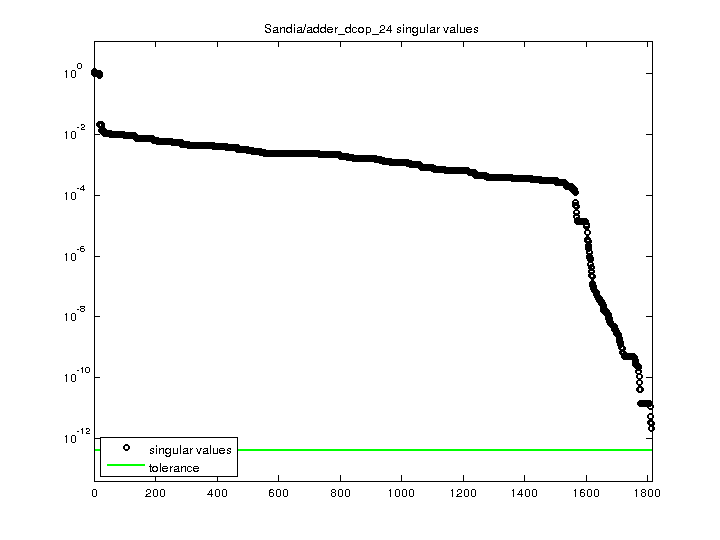 Sandia/adder_dcop_24 singular values
10^0
10^-2
10^-4
10^-6
10^-8
10^-10
10^-12
singular values
tolerance
0 200 400 600 800 1000 1200 1400 1600 1800